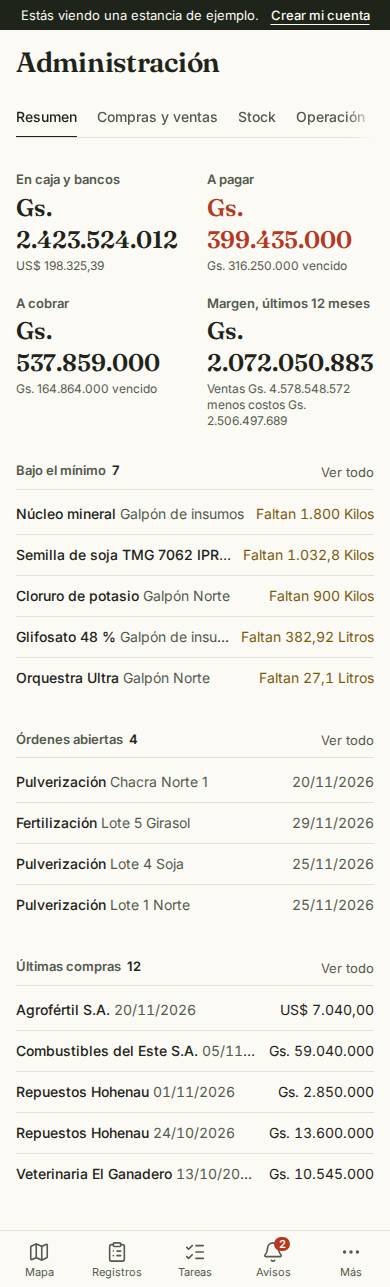 Estás viendo una estancia de ejemplo. Crear mi cuenta
Administración
Resumen Compras y ventas Stock Operación
En caja y bancos
Gs.
2.423.524.012
US$ 198.325,39
A pagar
Gs.
399.435.000
Gs. 316.250.000 vencido
A cobrar
Gs.
537.859.000
Gs. 164.864.000 vencido
Margen, últimos 12 meses
Gs.
2.072.050.883
Ventas Gs. 4.578.548.572
menos costos Gs.
2.506.497.689
Bajo el mínimo 7 Ver todo
Núcleo mineral Galpón de insumos Faltan 1.800 Kilos
Semilla de soja TMG 7062 IPR... Faltan 1.032,8 Kilos
Cloruro de potasio Galpón Norte Faltan 900 Kilos
Glifosato 48 % Galpón de insu... Faltan 382,92 Litros
Orquestra Ultra Galpón Norte Faltan 27,1 Litros
Órdenes abiertas 4 Ver todo
Pulverización Chacra Norte 1 20/11/2026
Fertilización Lote 5 Girasol 29/11/2026
Pulverización Lote 4 Soja 25/11/2026
Pulverización Lote 1 Norte 25/11/2026
Últimas compras 12 Ver todo
Agrofértil S.A. 20/11/2026 US$ 7.040,00
Combustibles del Este S.A. 05/11... Gs. 59.040.000
Repuestos Hohenau 01/11/2026 Gs. 2.850.000
Repuestos Hohenau 24/10/2026 Gs. 13.600.000
Veterinaria El Ganadero 13/10/20... Gs. 10.545.000
2
Mapa Registros Tareas Avisos Más